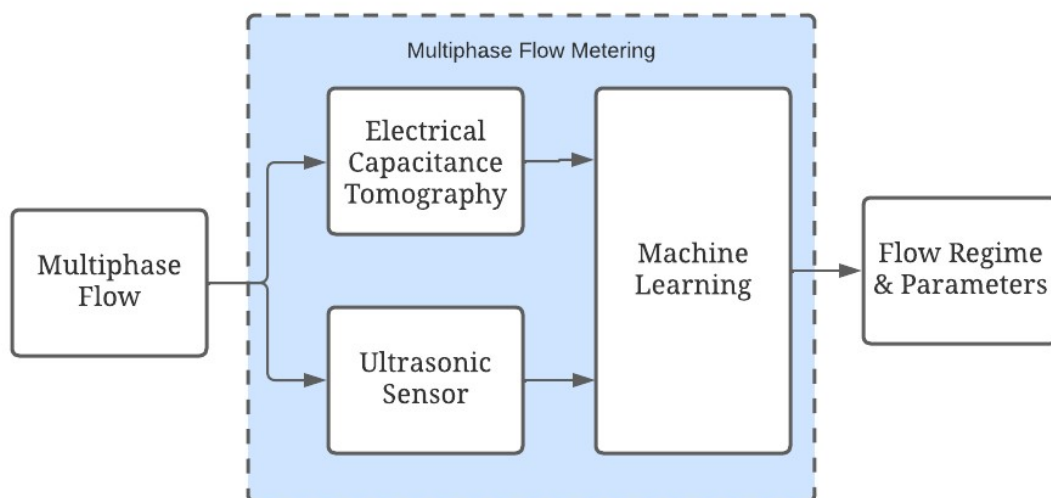 Multiphase Flow Metering
Multiphase
Flow
Electrical
Capacitance
Tomography
Ultrasonic
Sensor
Machine
Learning
Flow Regime
& Parameters